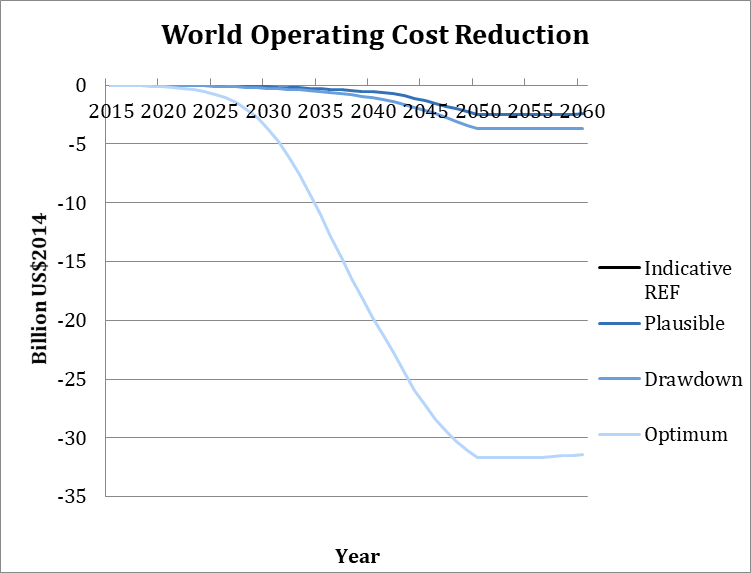 World Operating Cost Reduction
0
2015 2020 2025 2030 2035 2040 2045 2050 2055 2060
-5
-10
-15
-20
-25
-30
-35
Billion US$2014
Indicative
REF
Plausible
Drawdown
Optimum
Year